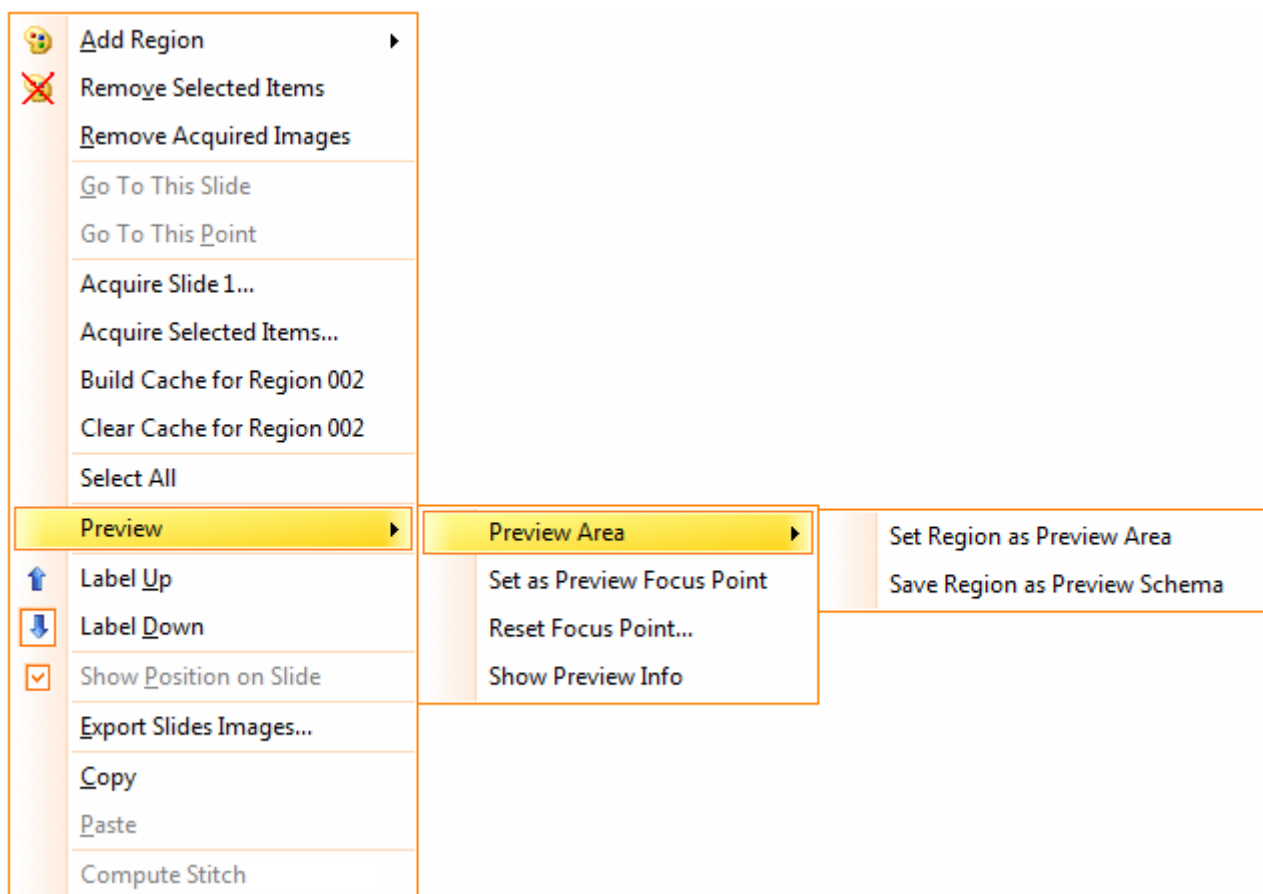 Add Region
Remove Selected Items
Remove Acquired Images
Go To This Slide
Go To This Point
Acquire Slide 1...
Acquire Selected Items...
Build Cache for Region 002
Clear Cache for Region 002
Select All
Preview
Label Up
Label Down
Show Position on Slide
Export Slides Images...
Copy
Paste
Compute Stitch
Preview Area
Set as Preview Focus Point
Reset Focus Point...
Show Preview Info
Set Region as Preview Area
Save Region as Preview Schema